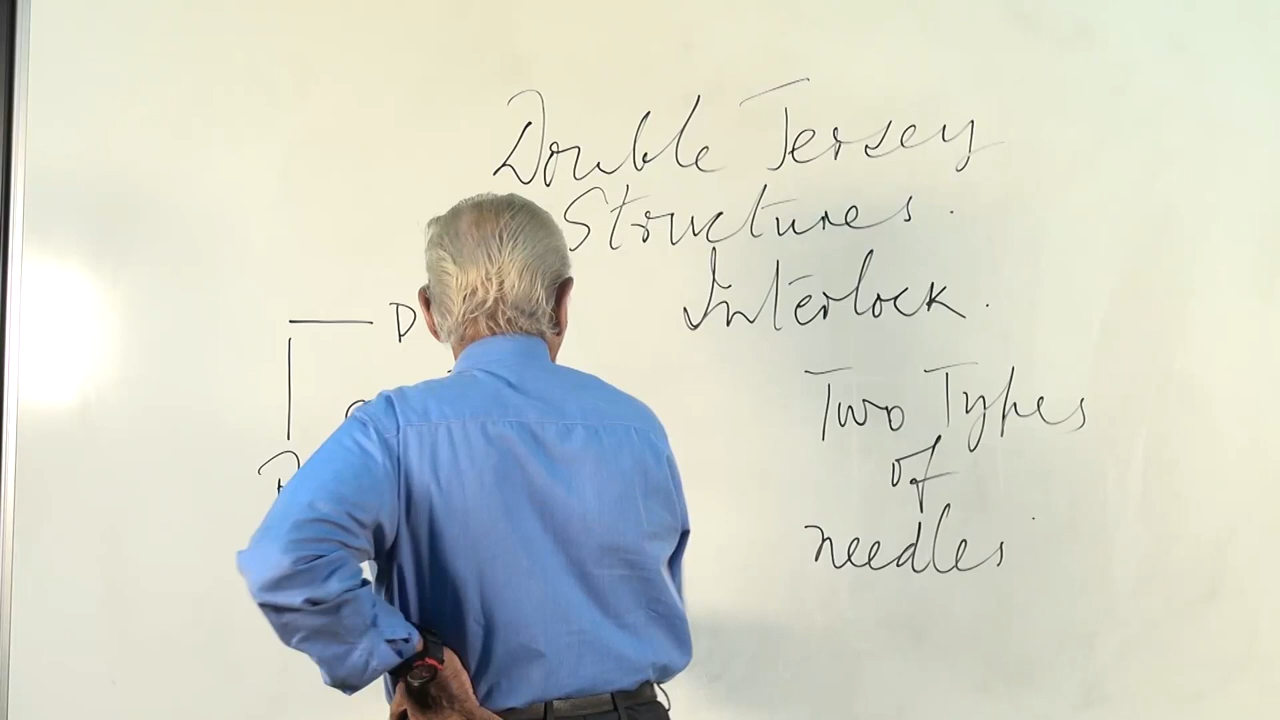 Double Jersey
Structures.
Interlock.
D
Two Types
of
needles